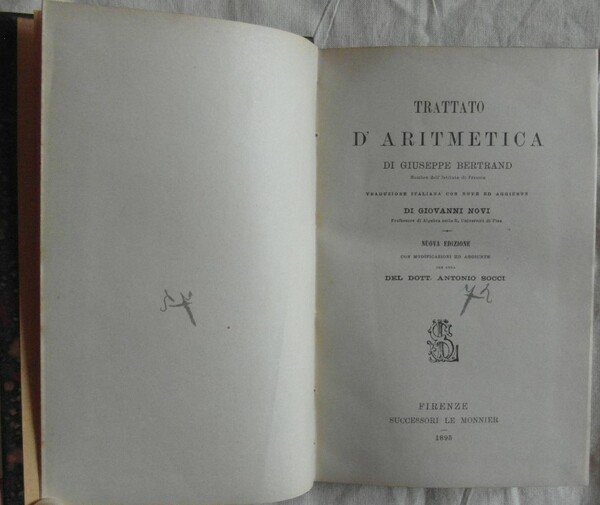 TRATTATO
D' ARITMETICA
DI GIUSEPPE BERTRAND
Membro dell'Istituto di Francia
TRADUZIONE ITALIANA CON NOTE ED AGGIUNTE
DI GIOVANNI NOVI
Professore di Algebra nella R. Università di Pisa
NUOVA EDIZIONE
CON MODIFICAZIONI ED AGGIUNTE
PER CURA
DEL DOTT. ANTONIO SOCCI
FIRENZE
SUCCESSORI LE MONNIER
1895